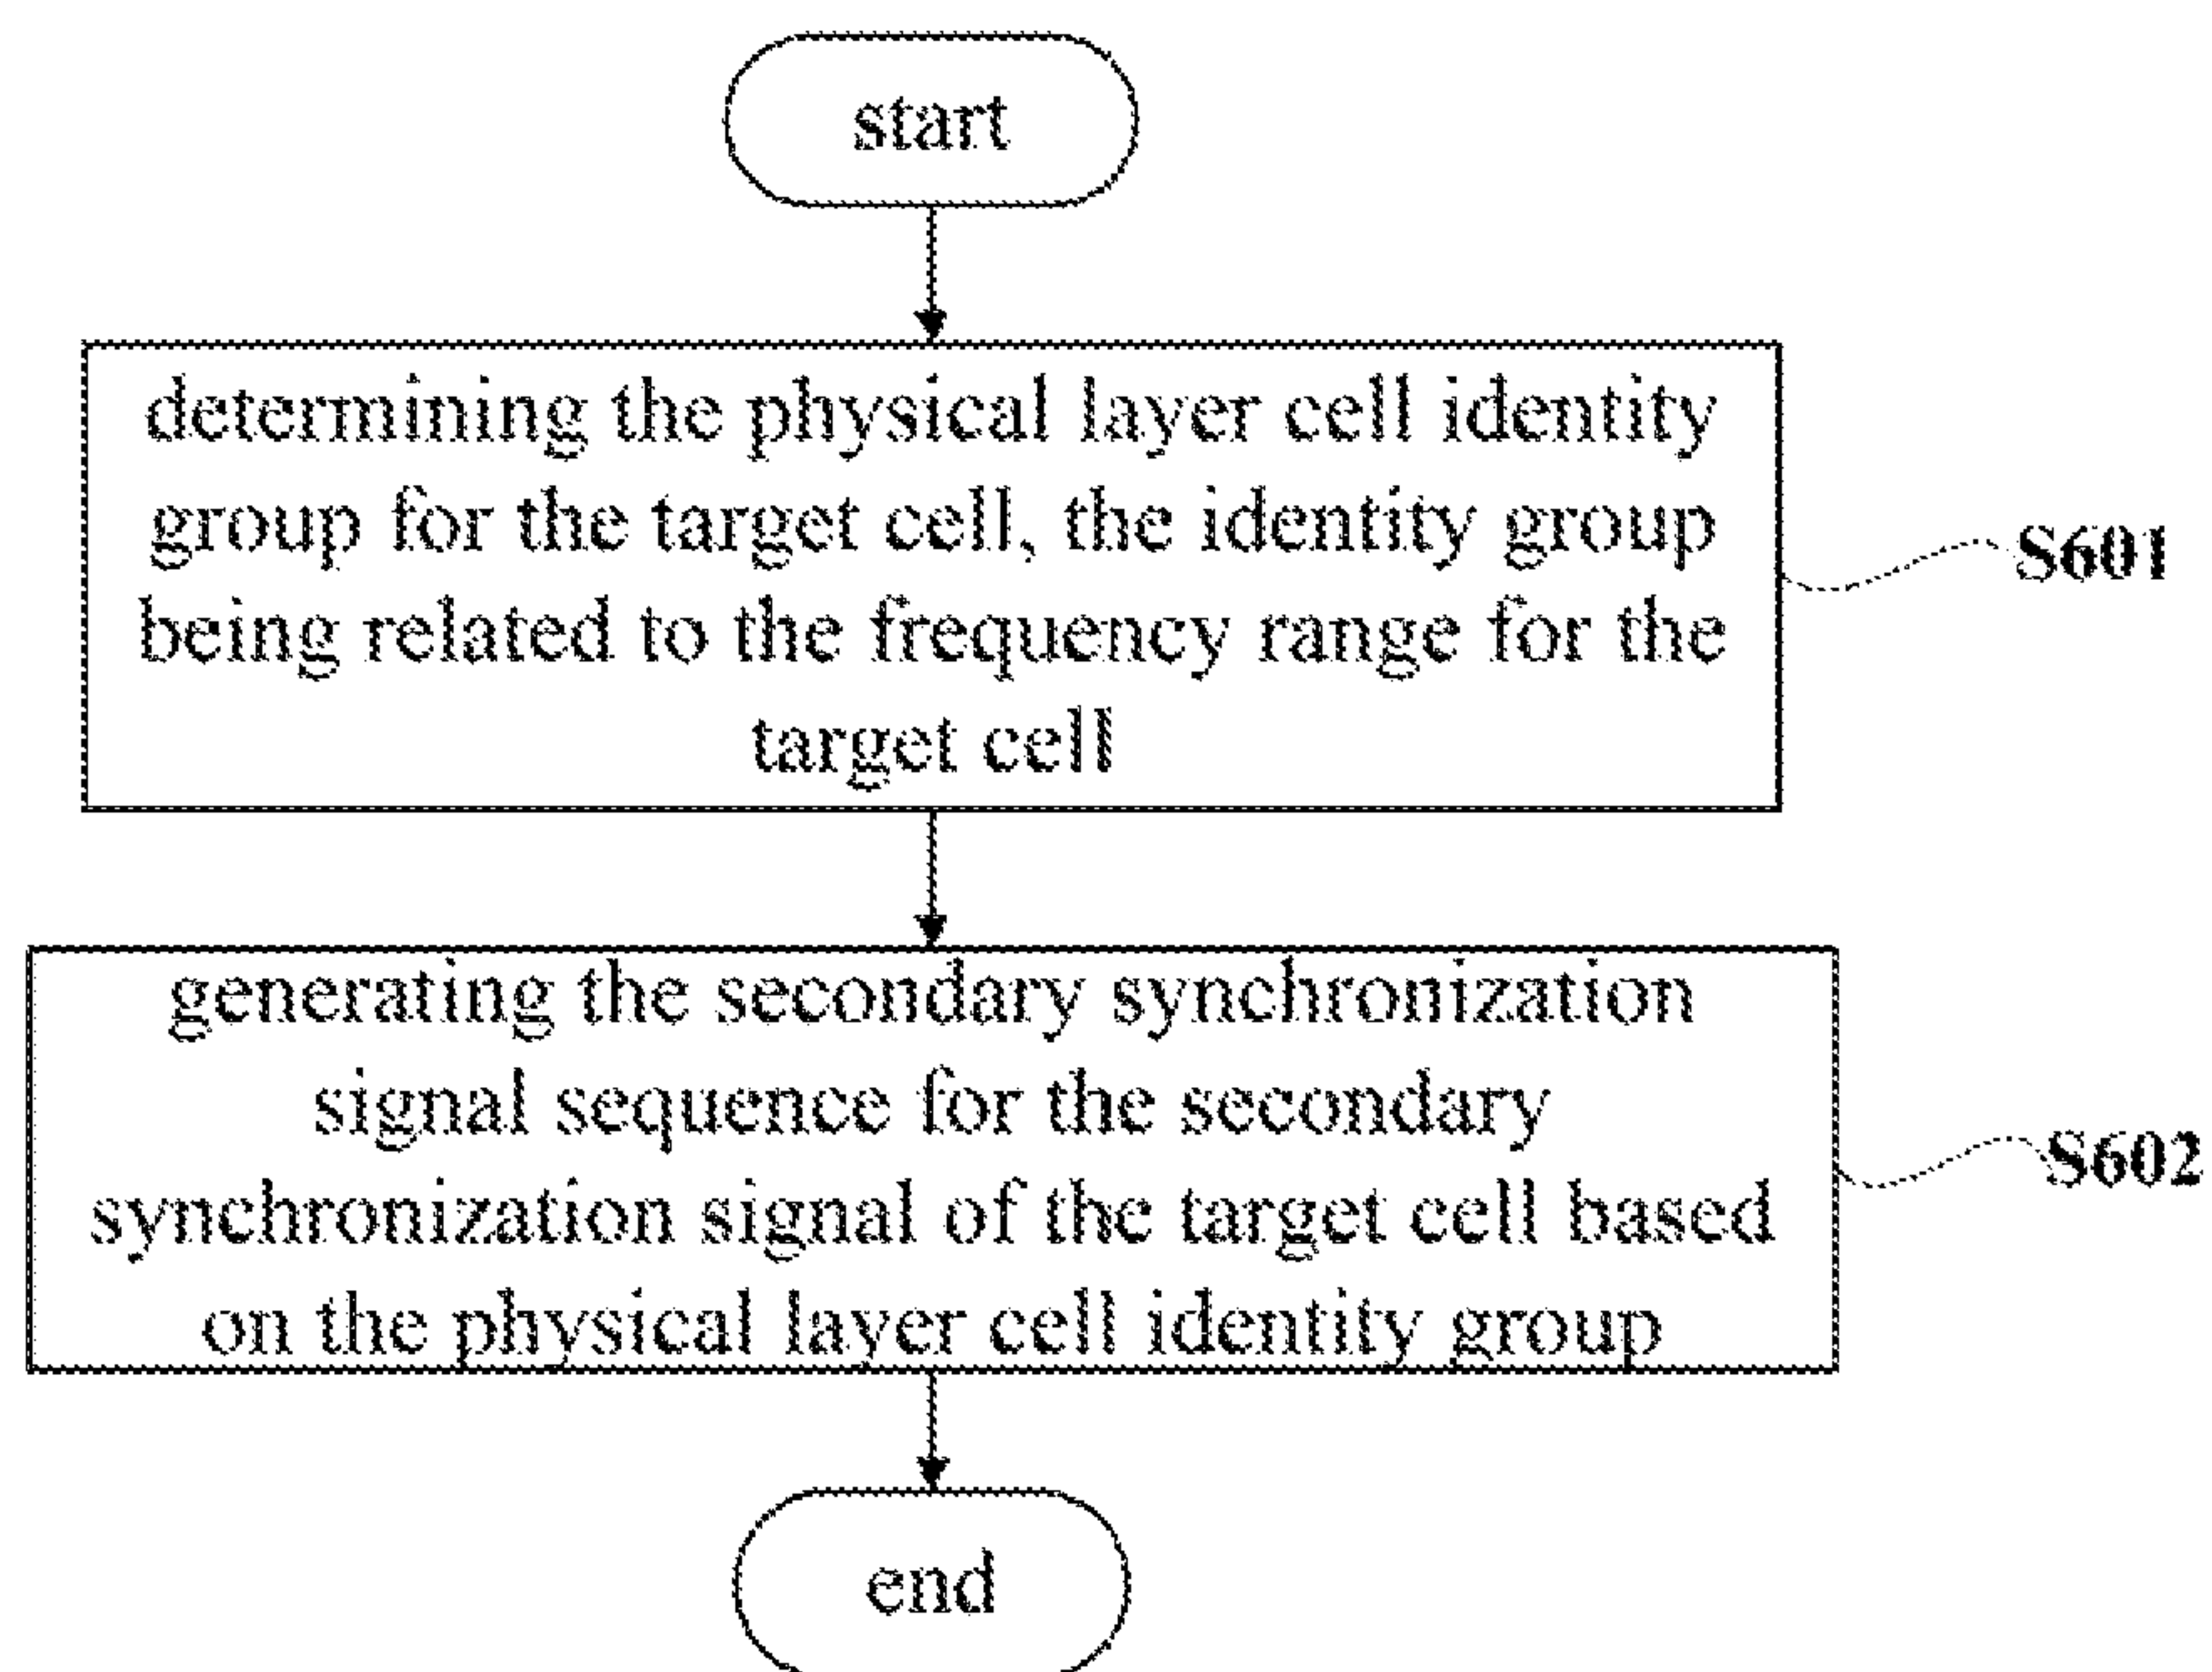 start
determining the physical layer cell identity
group for the target cell, the identity group
being related to the frequency range for the
target cell
S601
generating the secondary synchronization
signal sequence for the secondary
synchronization signal of the target cell based
on the physical layer cell identity group
S602
end